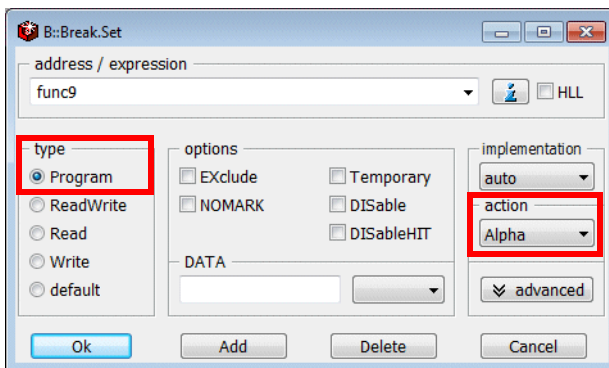 B::Break.Set
address / expression
func9
i HLL
type
Program
ReadWrite
Read
Write
default
options
EXclude Temporary
NOMARK DISable
DISableHIT
DATA
implementation
auto
action
Alpha
advanced
Ok Add Delete Cancel